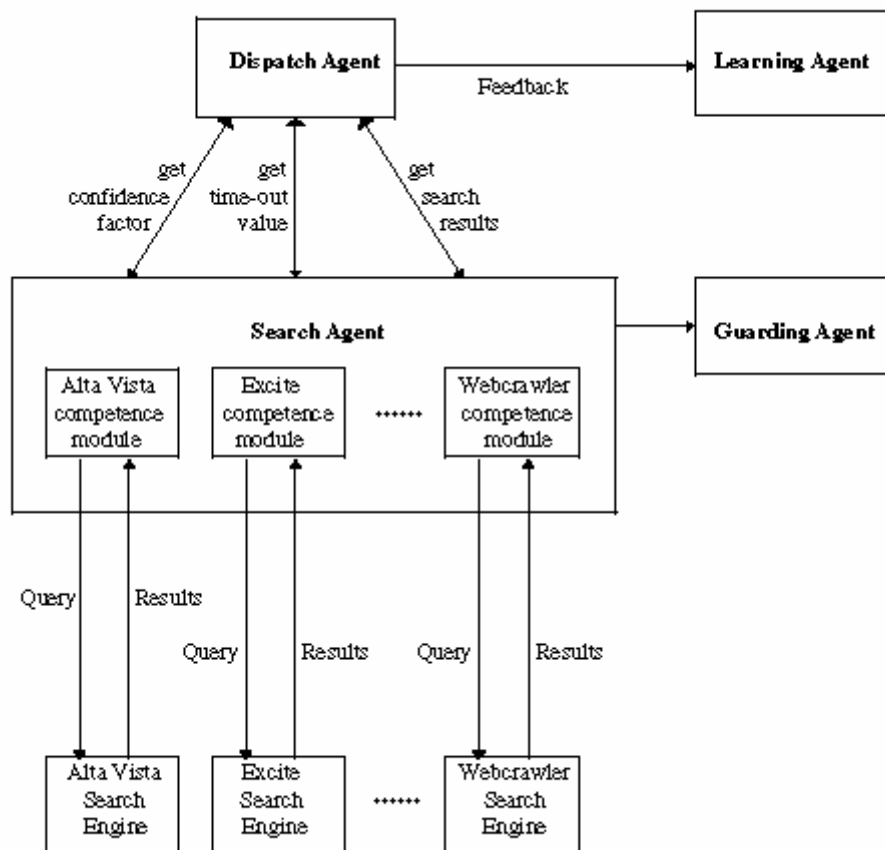 Dispatch Agent
Learning Agent
Feedback
get
confidence
factor
get
time-out
value
get
search
results
Search Agent
Guarding Agent
Alta Vista
competence
module
Excite
competence
module
......
Webcrawler
competence
module
Query
Results
Query
Results
Query
Results
Alta Vista
Search
Engine
Excite
Search
Engine
......
Webcrawler
Search
Engine